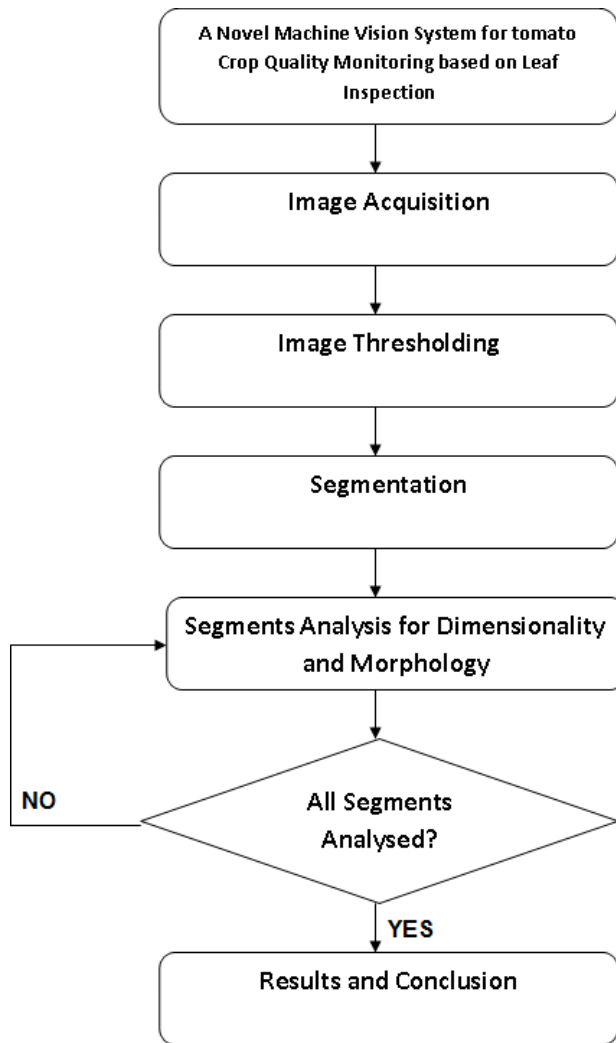 A Novel Machine Vision System for tomato
Crop Quality Monitoring based on Leaf
Inspection
Image Acquisition
Image Thresholding
Segmentation
Segments Analysis for Dimensionality
and Morphology
All Segments
Analysed?
NO
YES
Results and Conclusion